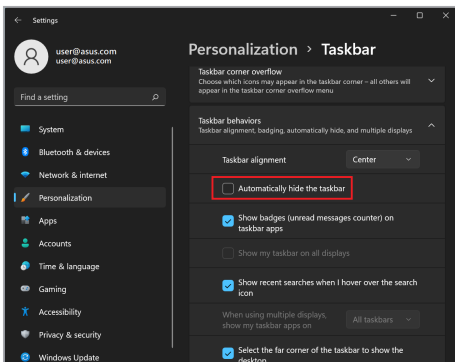 Settings
user@asus.com
user@asus.com
Find a setting
System
Bluetooth & devices
Network & internet
Personalization
Apps
Accounts
Time & language
Gaming
Accessibility
Privacy & security
Windows Update
Personalization > Taskbar
Taskbar corner overflow
Choose which icons may appear in the taskbar corner – all others will
appear in the taskbar corner overflow menu
Taskbar behaviors
Taskbar alignment, badging, automatically hide, and multiple displays
Taskbar alignment
Center
Automatically hide the taskbar
Show badges (unread messages counter) on
taskbar apps
Show my taskbar on all displays
Show recent searches when I hover over the search
icon
When using multiple displays,
show my taskbar apps on
All taskbars
Select the far corner of the taskbar to show the
desktop